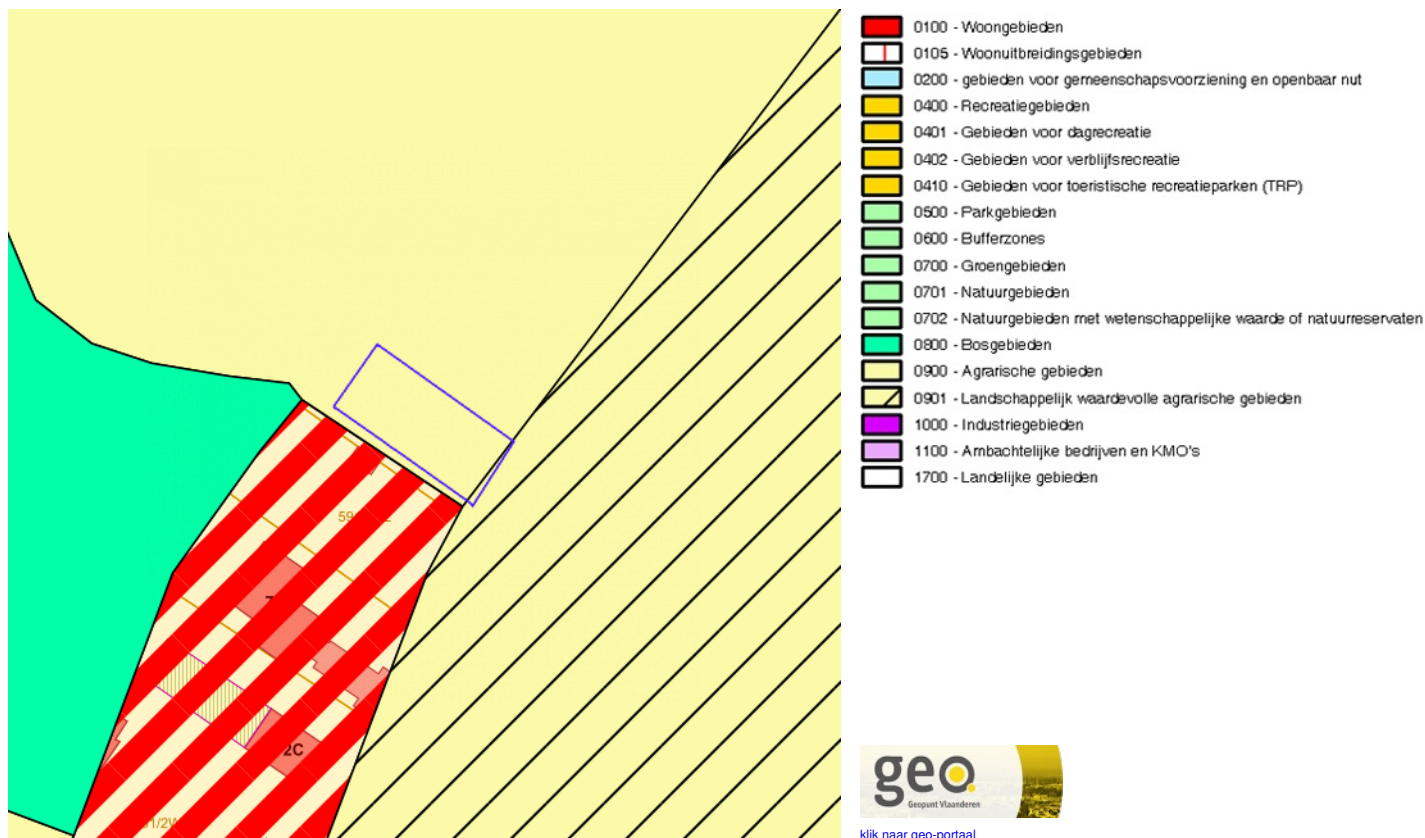 0100 - Woongebieden
0105 - Woonuitbreidingsgebieden
0200 - gebieden voor gemeenschapsvoorziening en openbaar nut
0400 - Recreatiegebieden
0401 - Gebieden voor dagrecreatie
0402 - Gebieden voor verblijfsrecreatie
0410 - Gebieden voor toeristische recreatieparken (TRP)
0500 - Parkgebieden
0600 - Bufferzones
0700 - Groengebieden
0701 - Natuurgebieden
0702 - Natuurgebieden met wetenschappelijke waarde of natuurreservaten
0800 - Bosgebieden
0900 - Agrarische gebieden
0901 - Landschappelijk waardevolle agrarische gebieden
1000 - Industriegebieden
1100 - Ambachtelijke bedrijven en KMO's
1700 - Landelijke gebieden
2C
geo
Geopunt Vlaanderen
klik naar geo-portaal